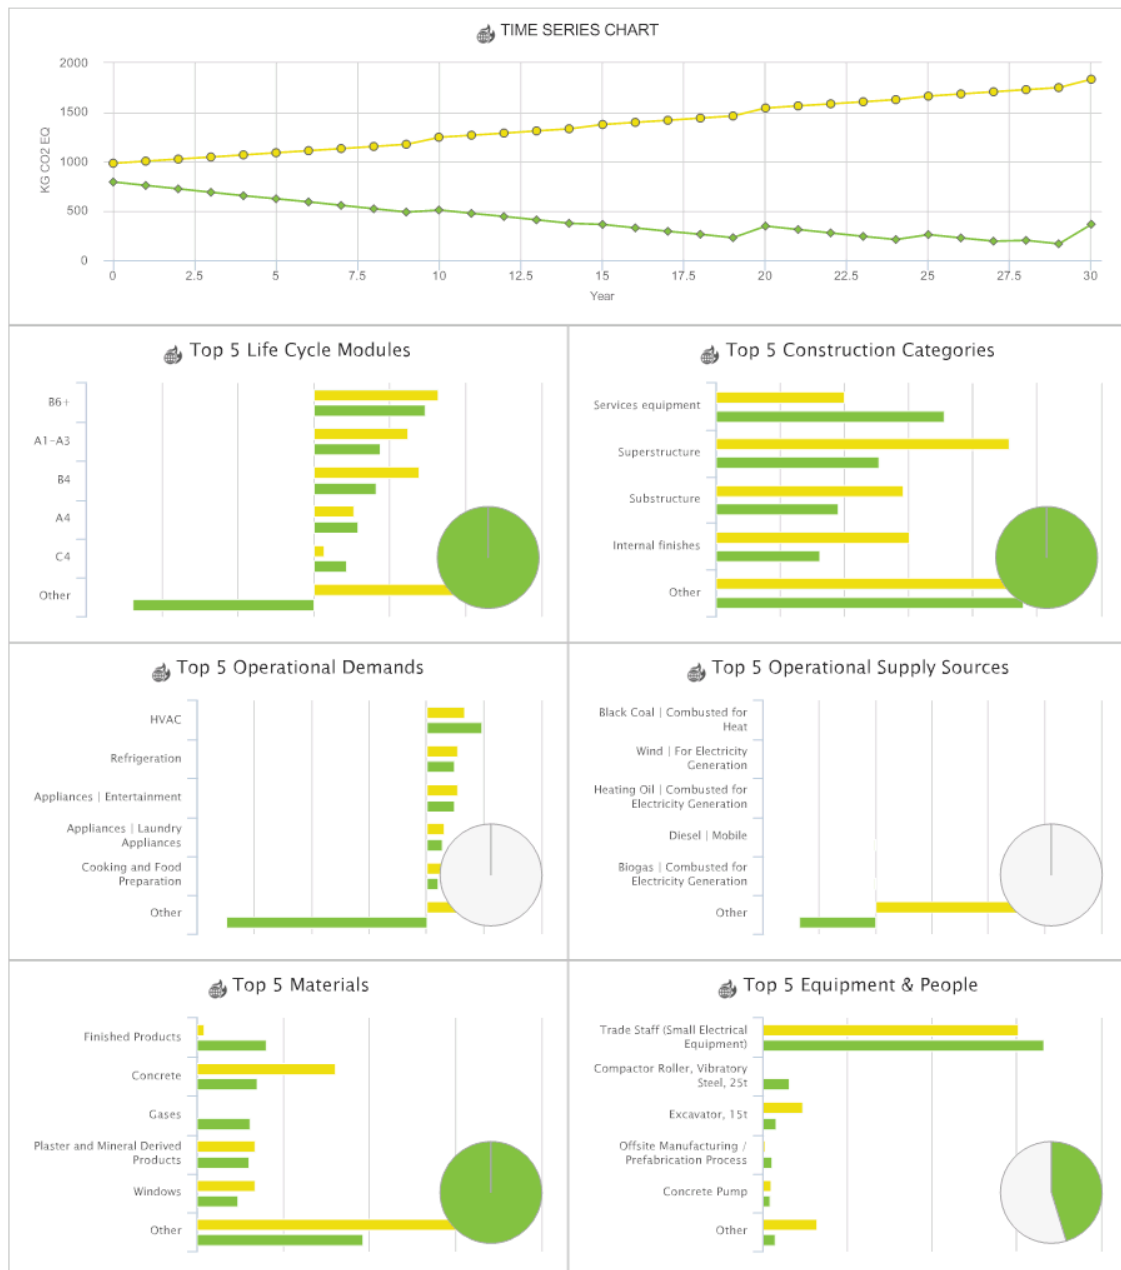 TIME SERIES CHART
2000
1500
1000
500
0
KG CO2 EQ
0 2.5 5 7.5 10 12.5 15 17.5 20 22.5 25 27.5 30
Year
Top 5 Life Cycle Modules
B6+
A1-A3
B4
A4
C4
Other
Top 5 Construction Categories
Services equipment
Superstructure
Substructure
Internal finishes
Other
Top 5 Operational Demands
HVAC
Refrigeration
Appliances | Entertainment
Appliances | Laundry
Appliances
Cooking and Food
Preparation
Other
Top 5 Operational Supply Sources
Black Coal | Combusted for
Heat
Wind | For Electricity
Generation
Heating Oil | Combusted for
Electricity Generation
Diesel | Mobile
Biogas | Combusted for
Electricity Generation
Other
Top 5 Materials
Finished Products
Concrete
Gases
Plaster and Mineral Derived
Products
Windows
Other
Top 5 Equipment & People
Trade Staff (Small Electrical
Equipment)
Compactor Roller, Vibratory
Steel, 25t
Excavator, 15t
Offsite Manufacturing /
Prefabrication Process
Concrete Pump
Other